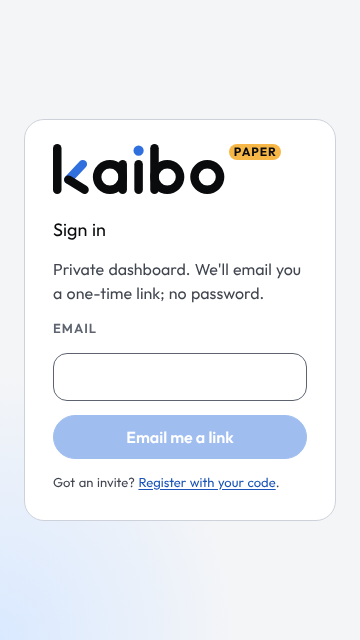 kaibo PAPER
Sign in
Private dashboard. We'll email you
a one-time link; no password.
EMAIL
Email me a link
Got an invite? Register with your code.